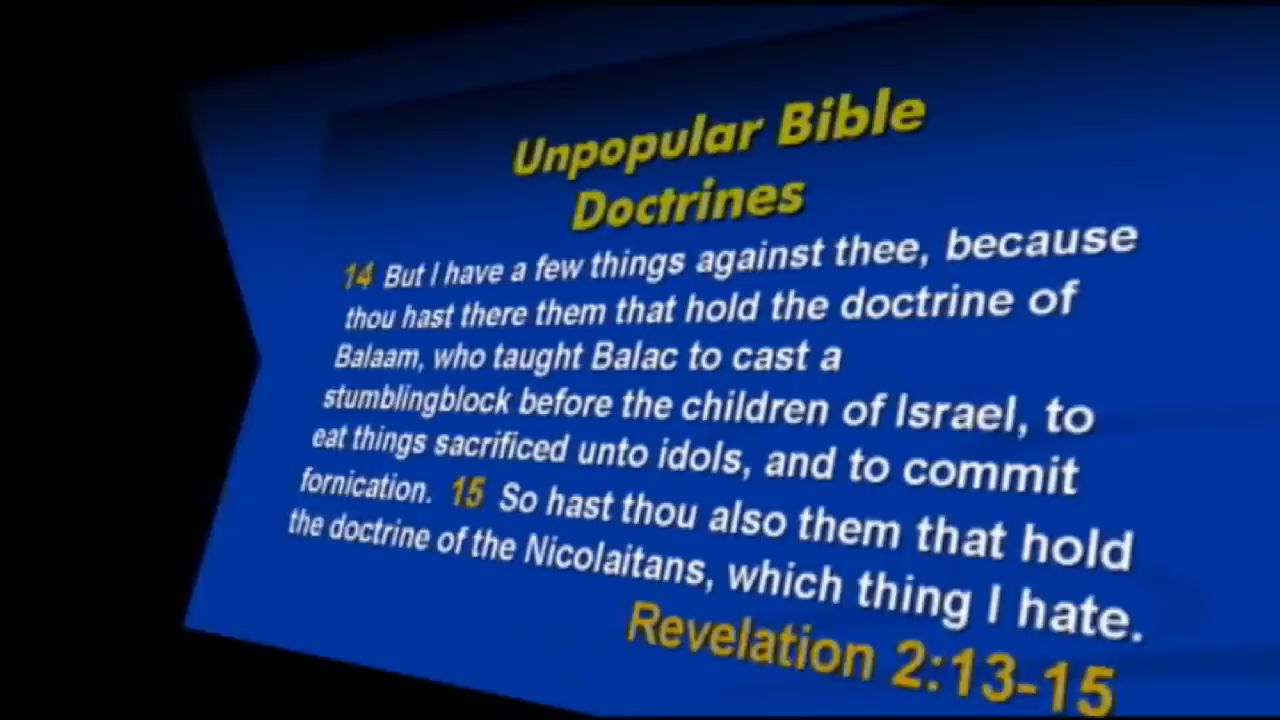 Unpopular Bible
Doctrines
14 But I have a few things against thee, because
thou hast there them that hold the doctrine of
Balaam, who taught Balac to cast a
stumblingblock before the children of Israel, to
eat things sacrificed unto idols, and to commit
fornication. 15 So hast thou also them that hold
the doctrine of the Nicolaitans, which thing I hate.
Revelation 2:13-15